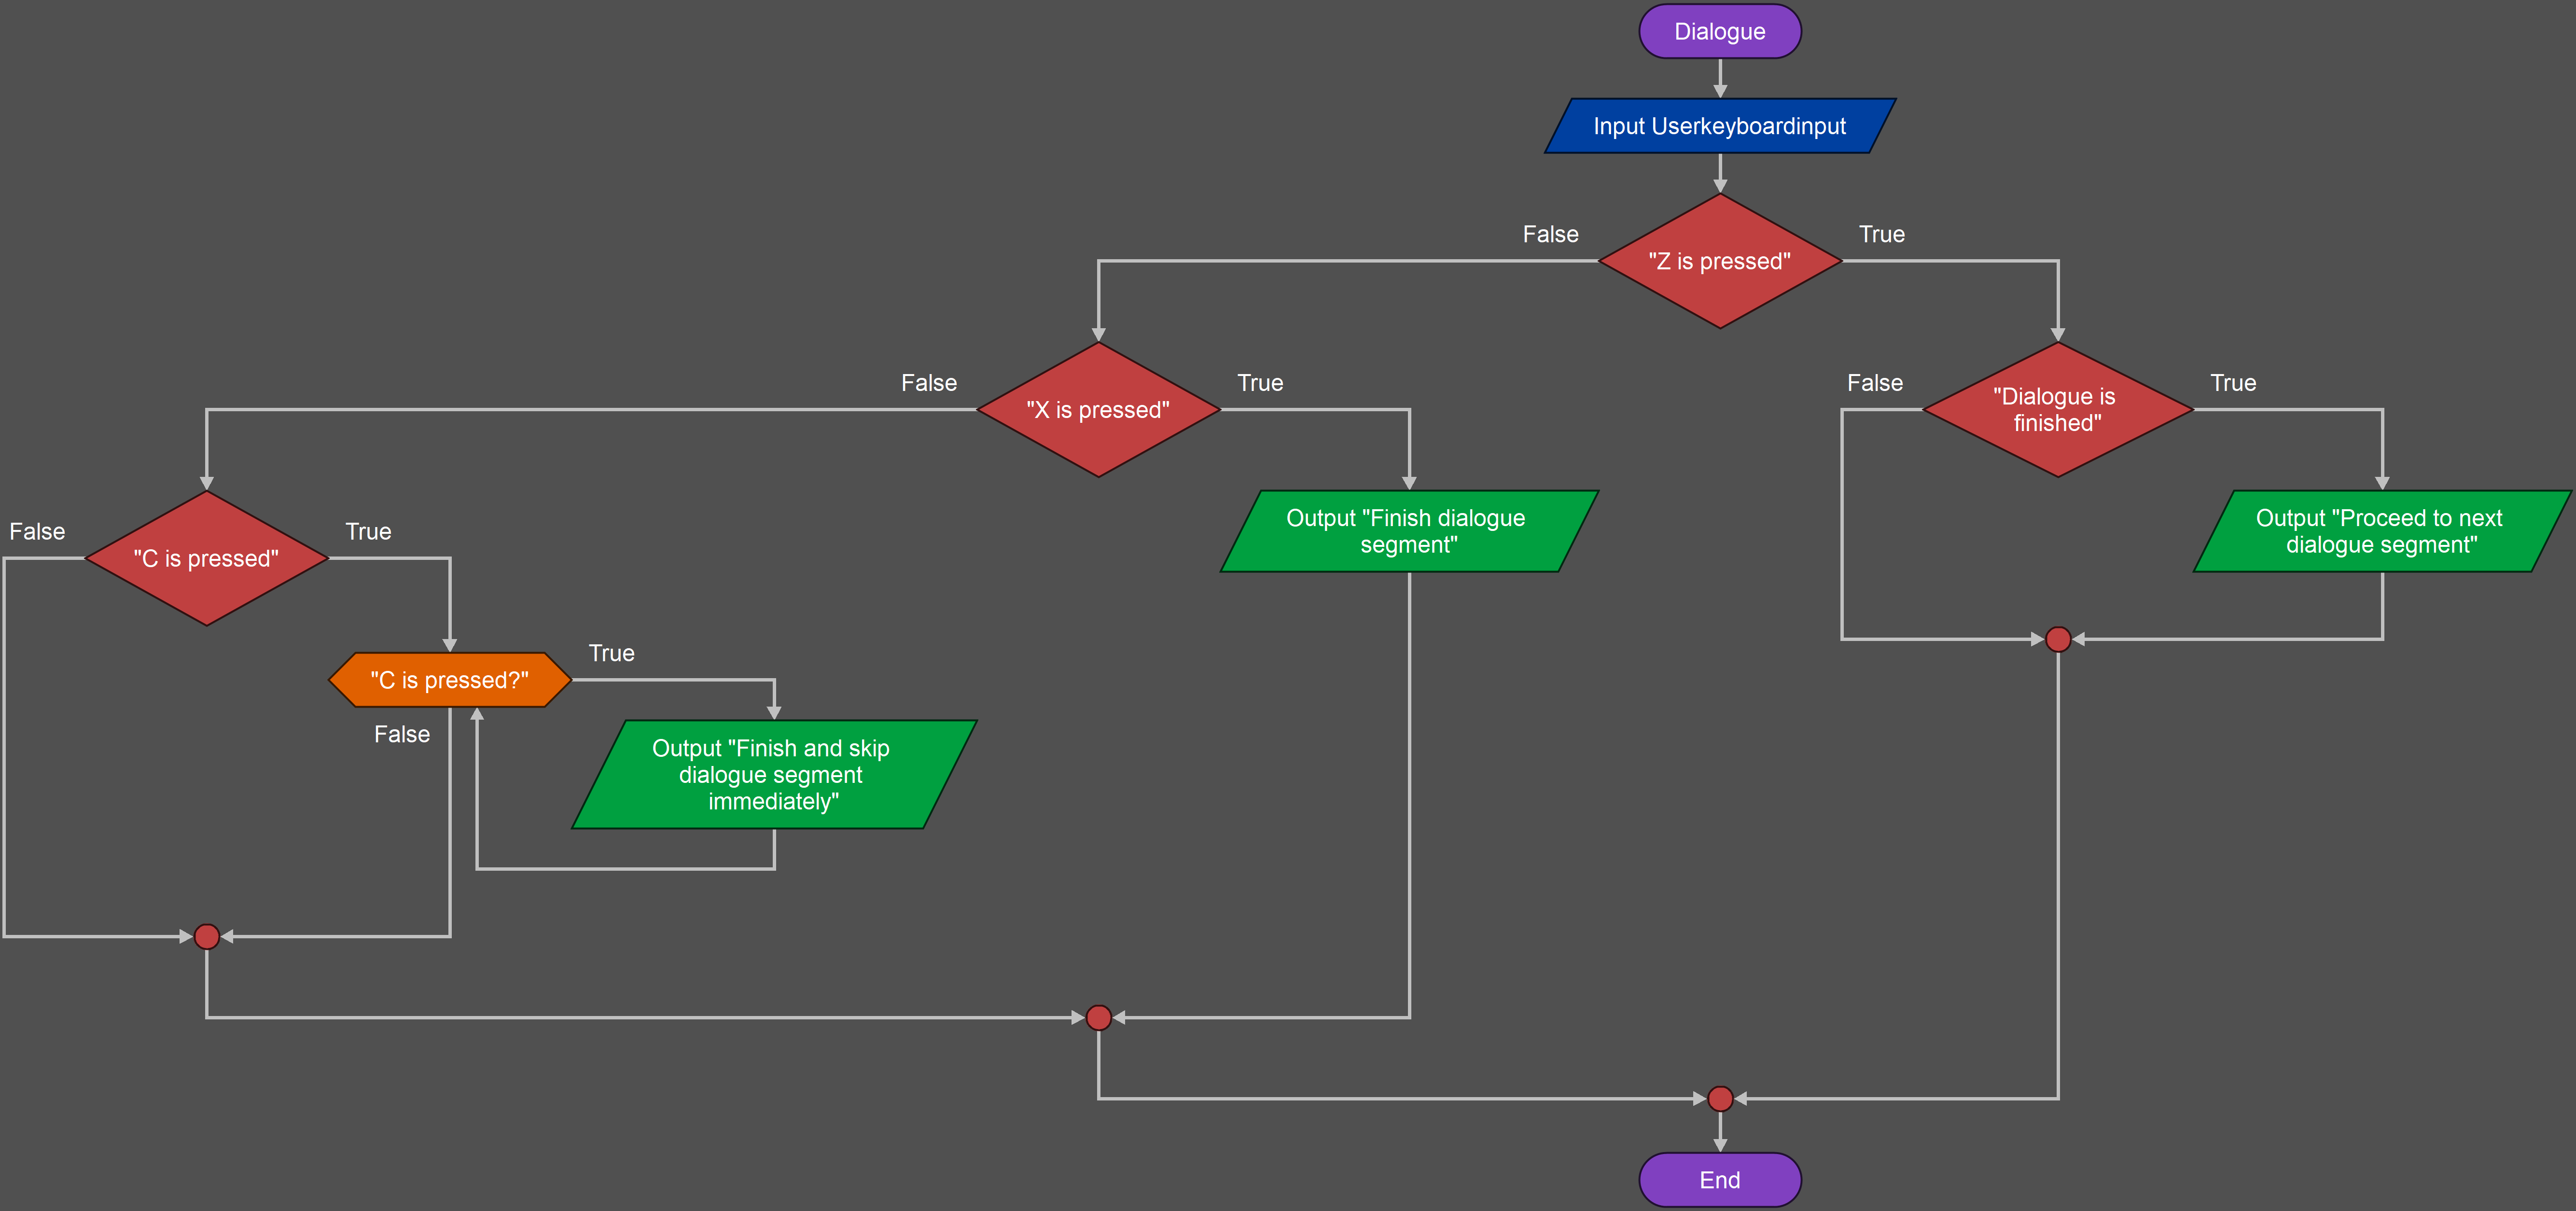 Dialogue
Input Userkeyboardinput
False
True
"Z is pressed"
False
True
"X is pressed"
False
True
"Dialogue is
finished"
False
True
"C is pressed"
Output "Finish dialogue
segment"
Output "Proceed to next
dialogue segment"
"C is pressed?"
True
False
Output "Finish and skip
dialogue segment
immediately"
End